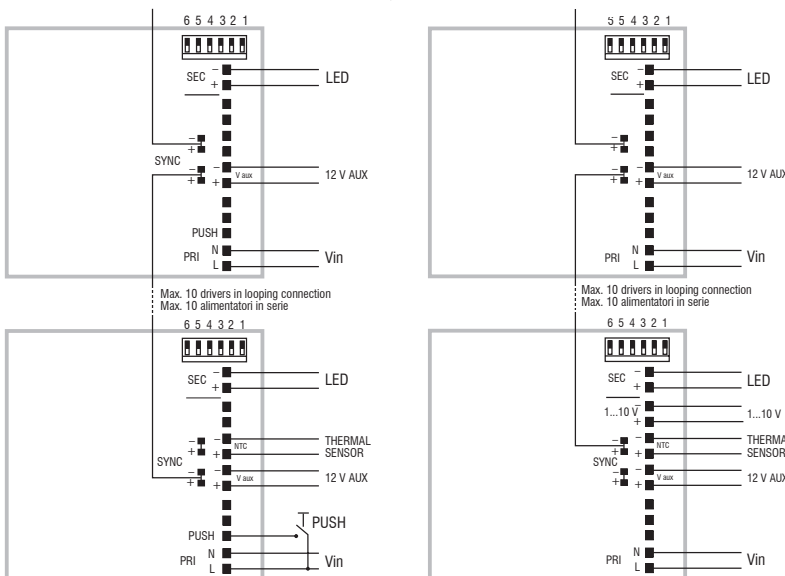 6 5 4 3 2 1
SEC
−
+
LED
−
+
SYNC
−
+
−
+
V aux
12 V AUX
PUSH
PRI
N
L
Vin
Max. 10 drivers in looping connection
Max. 10 alimentatori in serie
6 5 4 3 2 1
SEC
−
+
LED
−
+
−
+
NTC
THERMAL
SENSOR
SYNC
−
+
−
+
V aux
12 V AUX
PUSH
PUSH
PRI
N
L
Vin
5 5 4 3 2 1
SEC
−
+
LED
−
+
−
+
−
+
V aux
12 V AUX
PRI
N
L
Vin
Max. 10 drivers in looping connection
Max. 10 alimentatori in serie
6 5 4 3 2 1
SEC
−
+
LED
1...10 V
−
+
1...10 V
−
+
−
+
NTC
THERMA
SENSOR
SYNC
−
+
−
+
V aux
12 V AUX
PRI
N
L
Vin